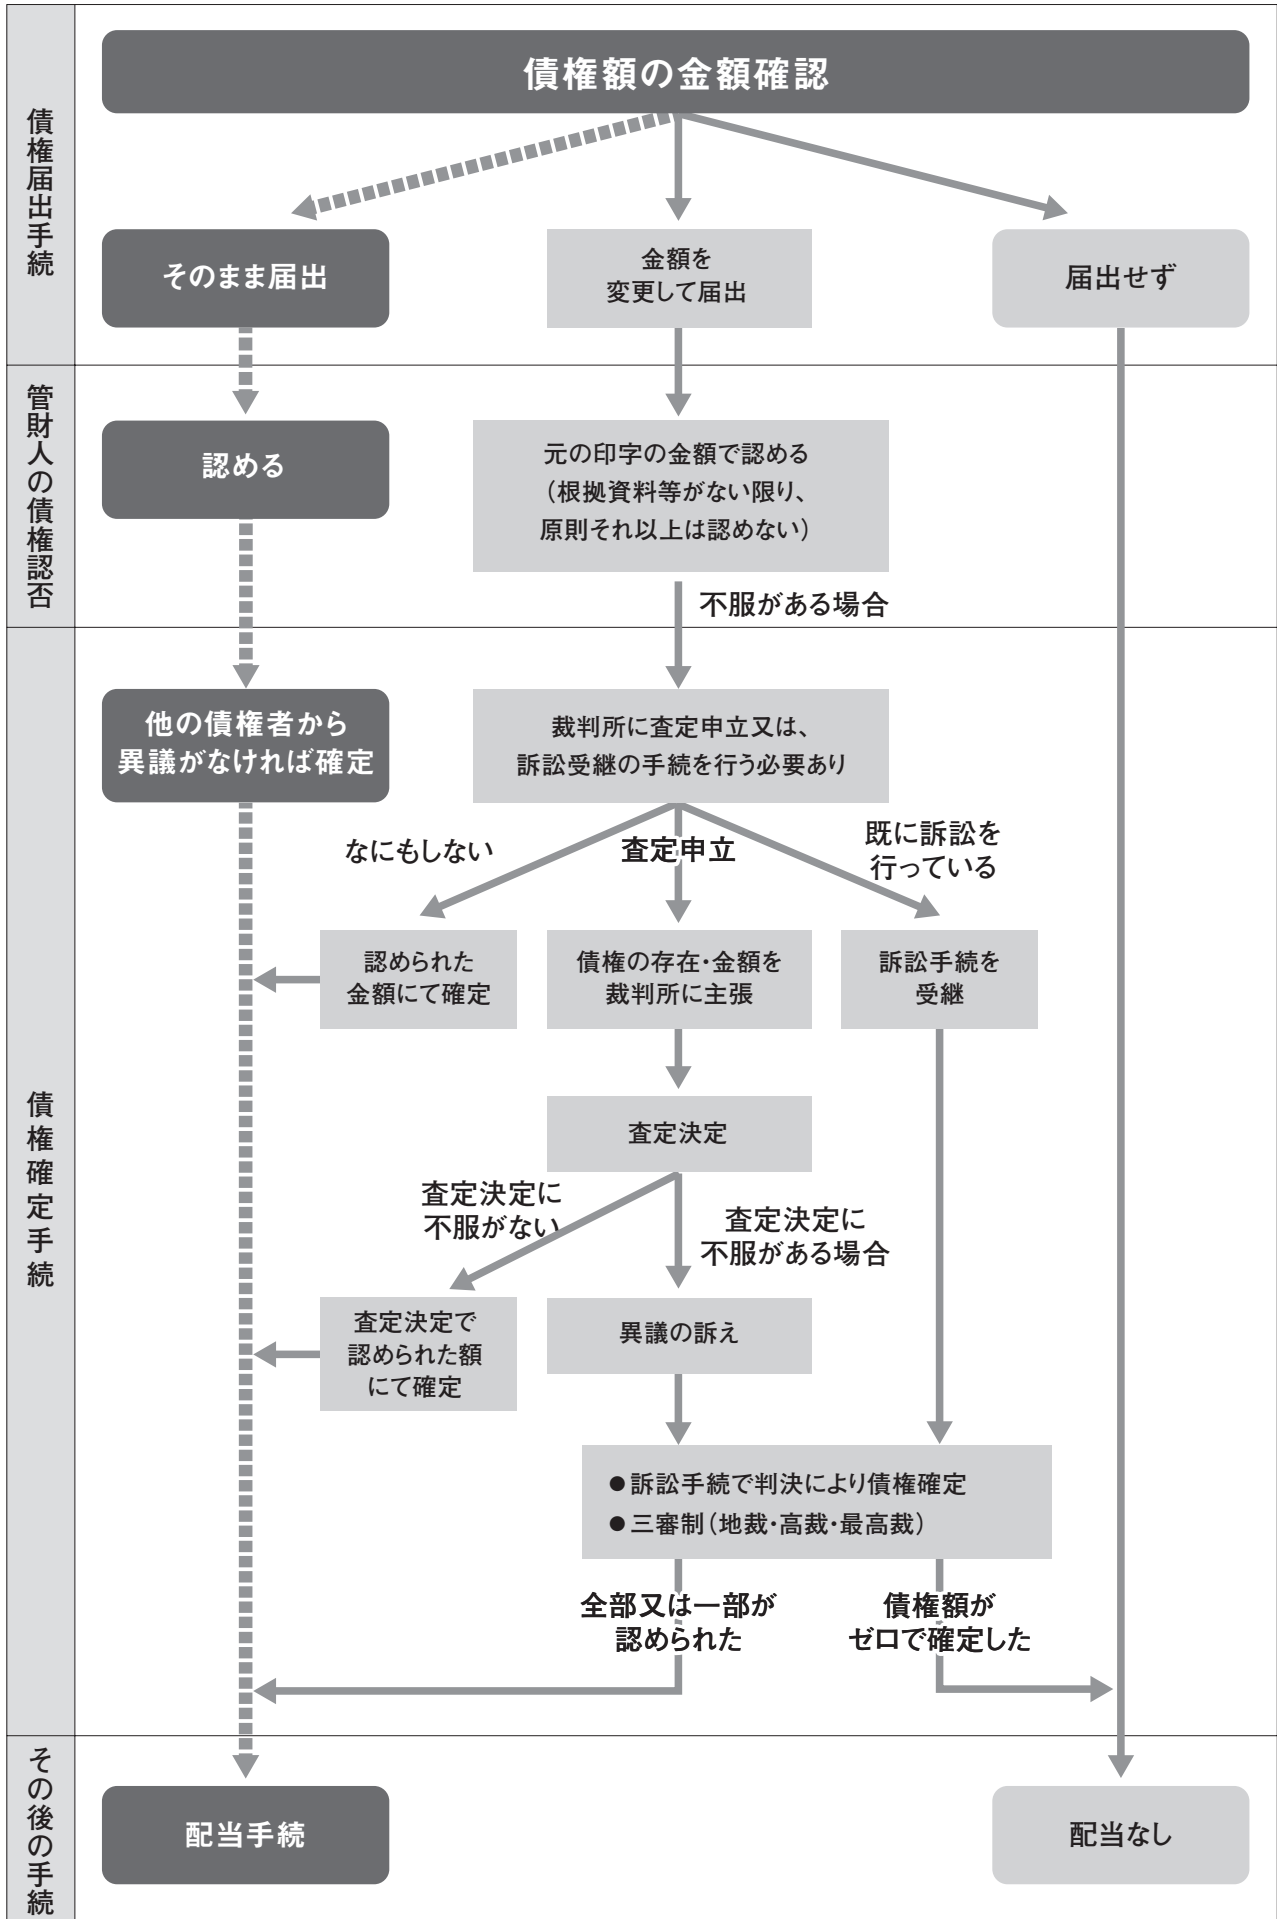 債権届出手続
債権額の金額確認
そのまま届出
金額を
変更して届出
届出せず
管財人の債権認否
認める
元の印字の金額で認める
（根拠資料等がない限り、
原則それ以上は認めない）
不服がある場合
債権確定手続
他の債権者から
異議がなければ確定
裁判所に査定申立又は、
訴訟受継の手続を行う必要あり
なにもしない
査定申立
既に訴訟を
行っている
認められた
金額にて確定
債権の存在・金額を
裁判所に主張
訴訟手続を
受継
査定決定
査定決定に
不服がない
査定決定に
不服がある場合
査定決定で
認められた額
にて確定
異議の訴え
●訴訟手続で判決により債権確定
●三審制（地裁・高裁・最高裁）
全部又は一部が
認められた
債権額が
ゼロで確定した
その後の手続
配当手続
配当なし